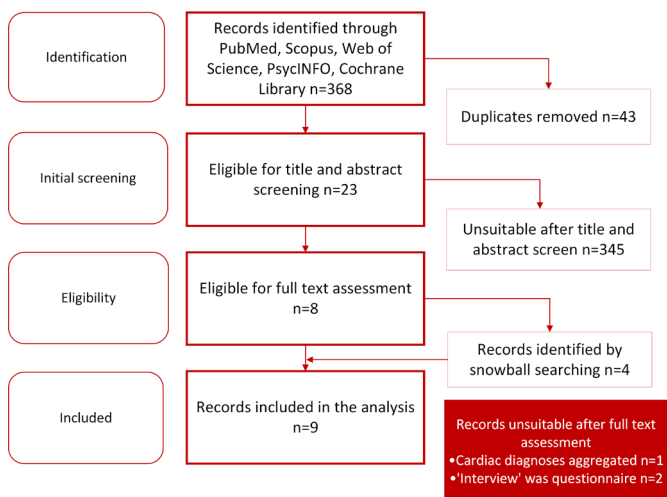 Identification
Records identified through
PubMed, Scopus, Web of
Science, PsycINFO, Cochrane
Library n=368
Duplicates removed n=43
Initial screening
Eligible for title and abstract
screening n=23
Unsuitable after title and
abstract screen n=345
Eligibility
Eligible for full text assessment
n=8
Records identified by
snowball searching n=4
Included
Records included in the analysis
n=9
Records unsuitable after full text
assessment
•Cardiac diagnoses aggregated n=1
•'Interview' was questionnaire n=2